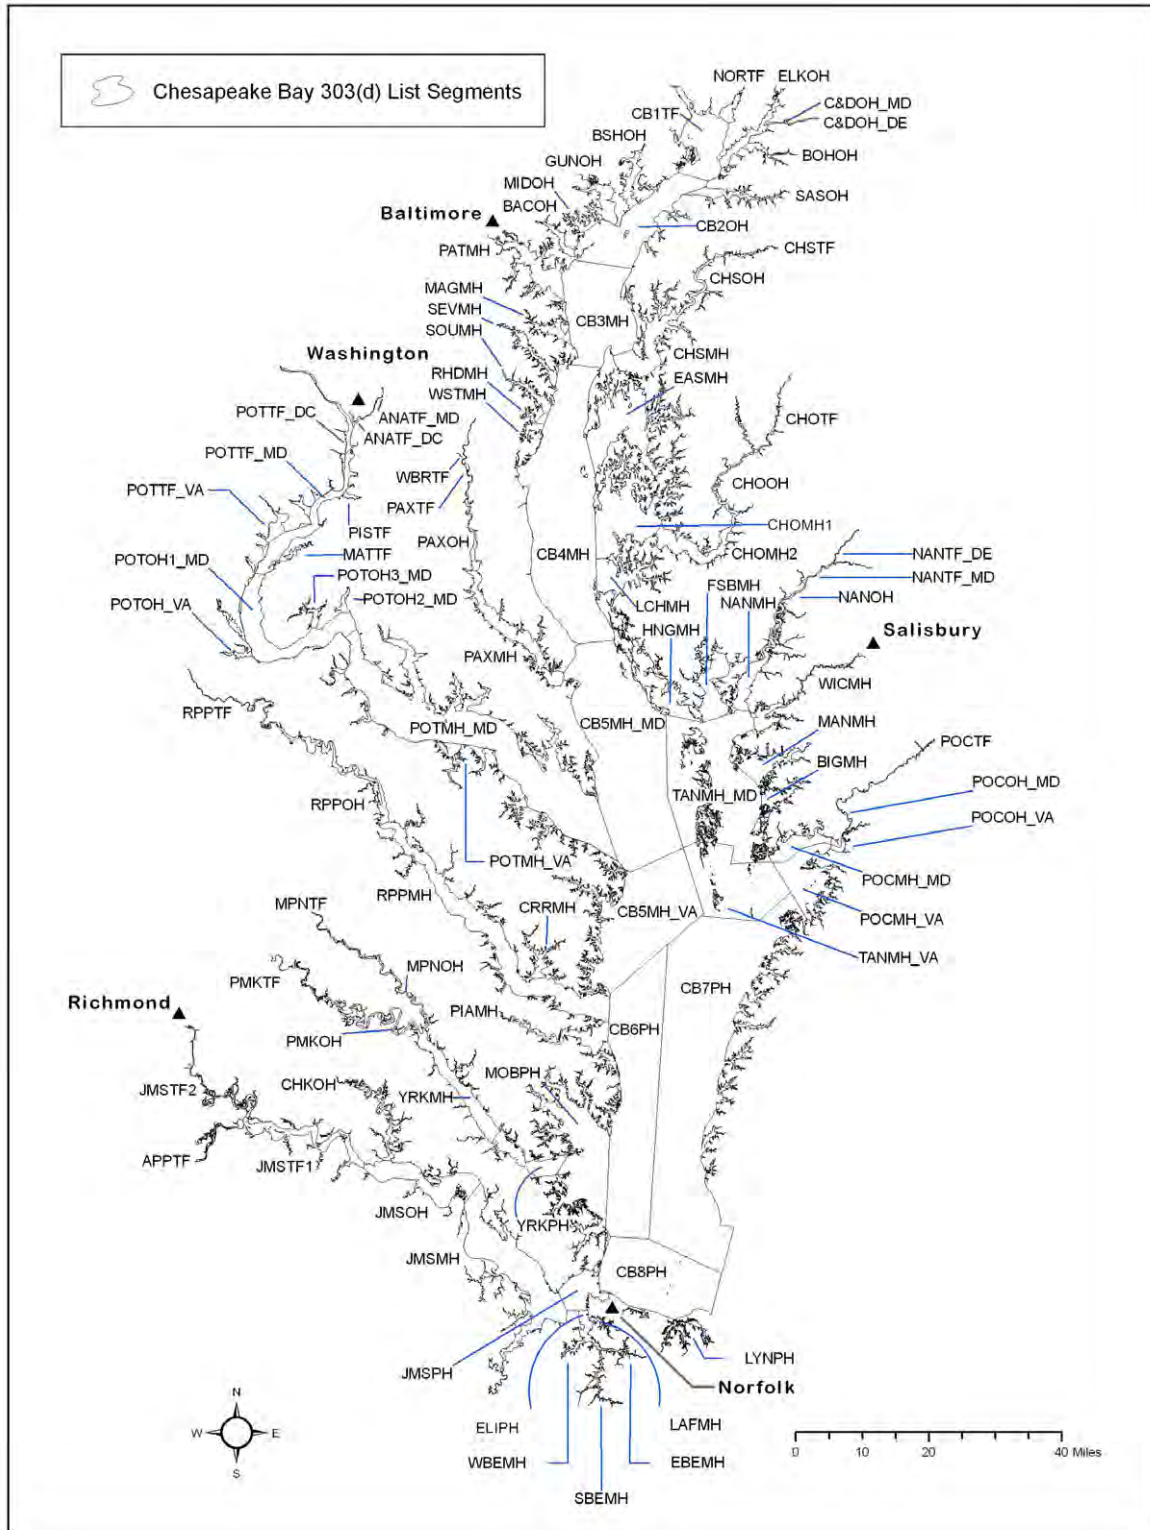 Chesapeake Bay 303(d) List Segments
NORTF
ELKOH
C&DOH_MD
CB1TF
C&DOH_DE
BSHOH
BOHOH
GUNOH
MIDOH
SASOH
BACOH
Baltimore
CB2OH
PATMH
CHSTF
CHSOH
MAGMH
SEVMH
CB3MH
SOUMH
Washington
CHSMH
RHDMH
EASMH
WSTMH
CHOTF
POTTF_DC
ANATF_MD
ANATF_DC
POTTF_MD
WBRTF
CHOOH
POTTF_VA
PAXTF
PISTF
CHOMH1
PAXOH
MATTF
CB4MH
CHOMH2
NANTF_DE
POTOH1_MD
POTOH3_MD
NANTF_MD
FSBMH
POTOH2_MD
LCHMH
NANMH
NANOH
POTOH_VA
HNGMH
Salisbury
PAXMH
WICMH
RPPTF
CB5MH_MD
POTMH_MD
MANMH
POCTF
BIGMH
POCOH_MD
TANMH_MD
RPPOH
POCOH_VA
POTMH_VA
POCMH_MD
RPPMH
MPNTF
CRRMH
CB5MH_VA
POCMH_VA
TANMH_VA
MPNOH
PMKTF
CB7PH
Richmond
PIAMH
CB6PH
PMKOH
MOBPH
CHKOH
JMSTF2
YRKMH
APPTF
JMSTF1
JMSOH
YRKPH
JMSMH
CB8PH
LYNPH
JMSPH
Norfolk
ELIPH
LAFMH
WBEMH
EBEMH
SBEMH
N
W
E
S
0
10
20
40 Miles